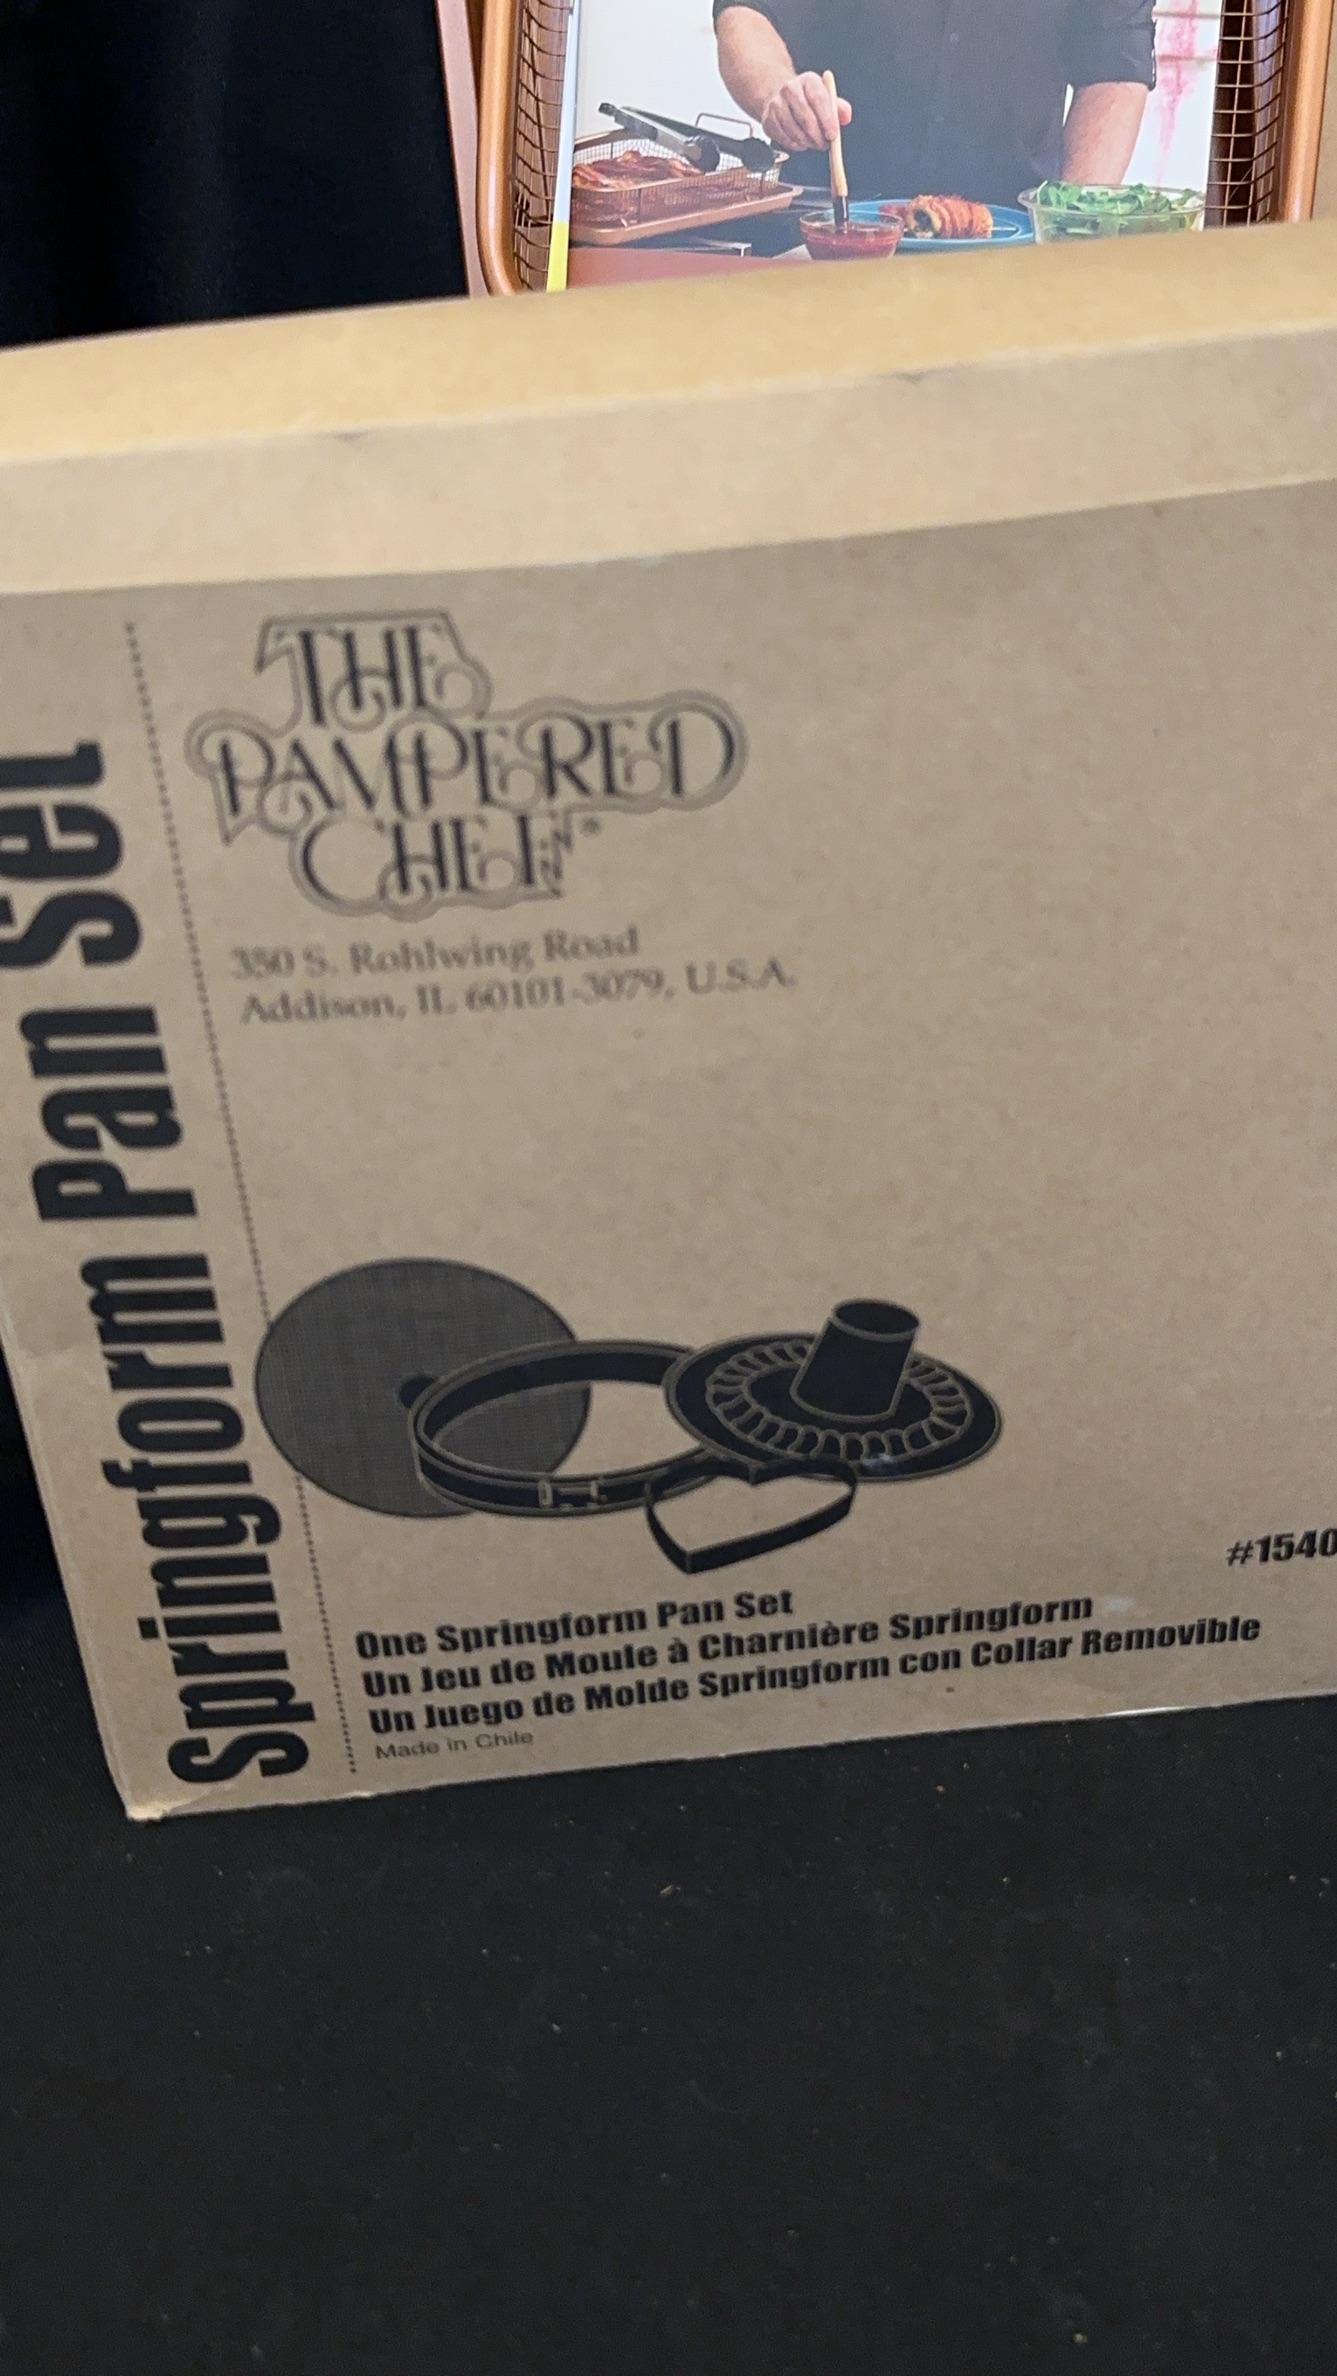 THE
PAMPERED
CHEF®
350 S. Rohlwing Road
Addison, IL 60101-3079, U.S.A.
Springform Pan Set
#1540
One Springform Pan Set
Un Jeu de Moule à Charnière Springform
Un Juego de Molde Springform con Collar Removible
Made in Chile